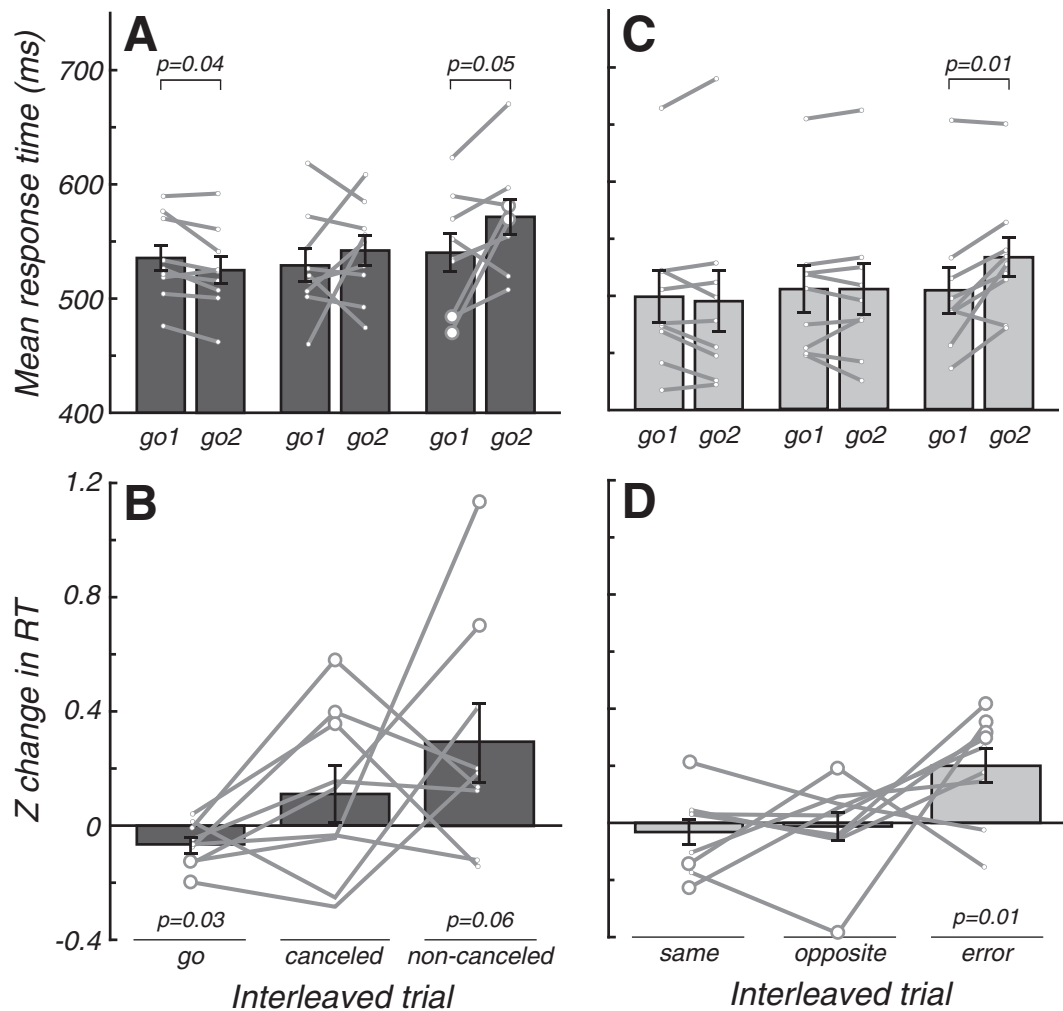 A
C
Mean response time (ms)
700
600
500
400
p=0.04
p=0.05
p=0.01
go1 go2 go1 go2 go1 go2
go1 go2 go1 go2 go1 go2
B
D
Z change in RT
1.2
0.8
0.4
0
-0.4
p=0.03
p=0.06
p=0.01
go canceled non-canceled
same opposite error
Interleaved trial
Interleaved trial